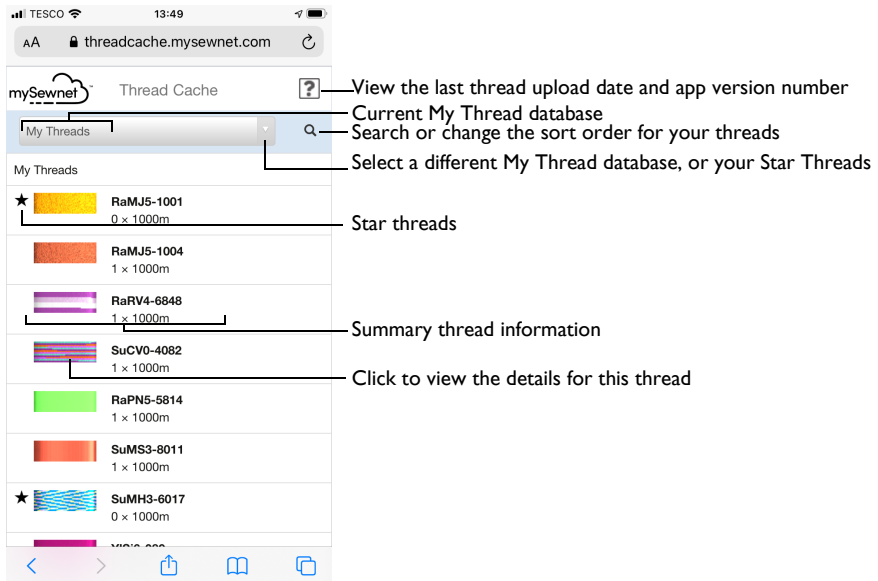 TESCO 13:49
AA threadcache.mysewnet.com
mySewnet™ Thread Cache ? View the last thread upload date and app version number
Current My Thread database
My Threads Search or change the sort order for your threads
Select a different My Thread database, or your Star Threads
My Threads
RaMJ5-1001
0 × 1000m
Star threads
RaMJ5-1004
1 × 1000m
RaRV4-6848
1 × 1000m
Summary thread information
SuCV0-4082
1 × 1000m
Click to view the details for this thread
RaPN5-5814
1 × 1000m
SuMS3-8011
1 × 1000m
SuMH3-6017
0 × 1000m